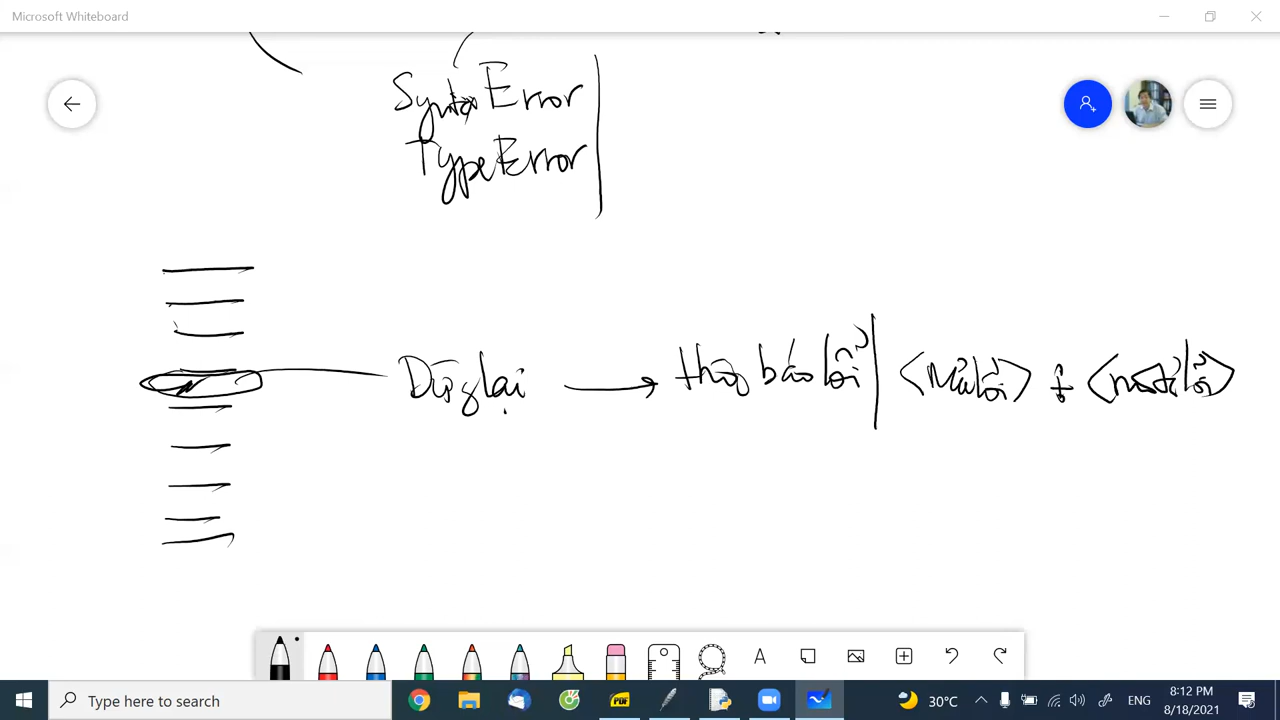 Microsoft Whiteboard
SyntaxError
TypeError
Dừng lại → thông báo lỗi | <mã lỗi> + <mô tả lỗi>
Type here to search
30°C
ENG
8:12 PM
8/18/2021